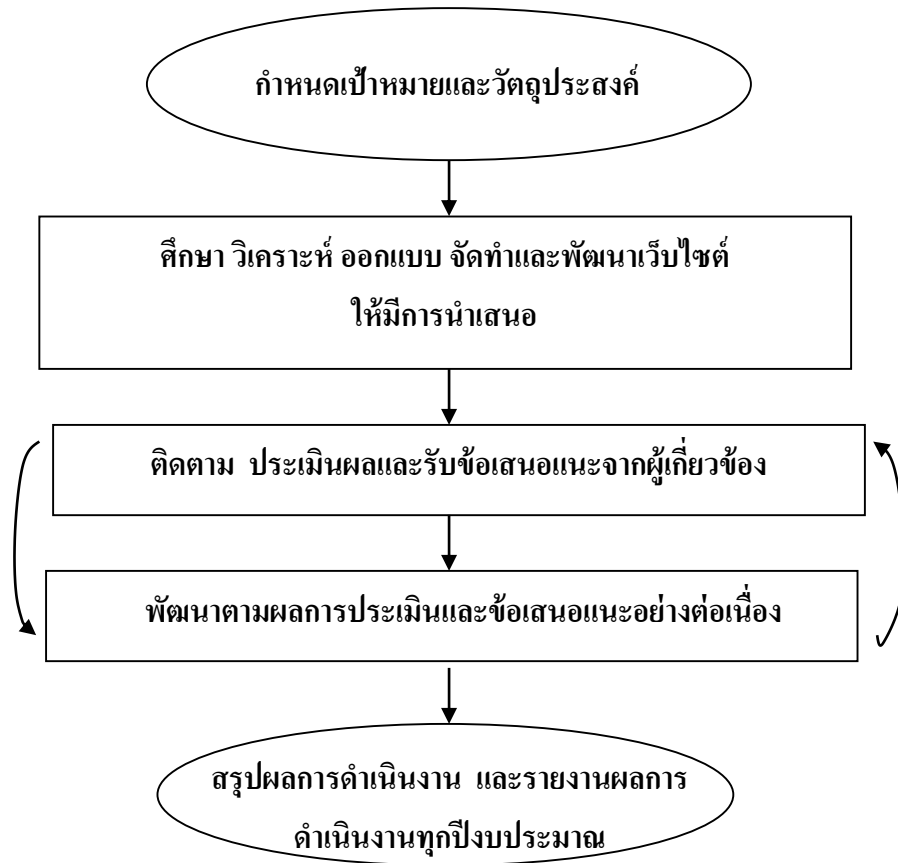 กำหนดเป้าหมายและวัตถุประสงค์
ศึกษา วิเคราะห์ ออกแบบ จัดทำและพัฒนาเว็บไซต์
ให้มีการนำเสนอ
ติดตาม ประเมินผลและรับข้อเสนอแนะจากผู้เกี่ยวข้อง
พัฒนาตามผลการประเมินและข้อเสนอแนะอย่างต่อเนื่อง
สรุปผลการดำเนินงาน และรายงานผลการ
ดำเนินงานทุกปีงบประมาณ